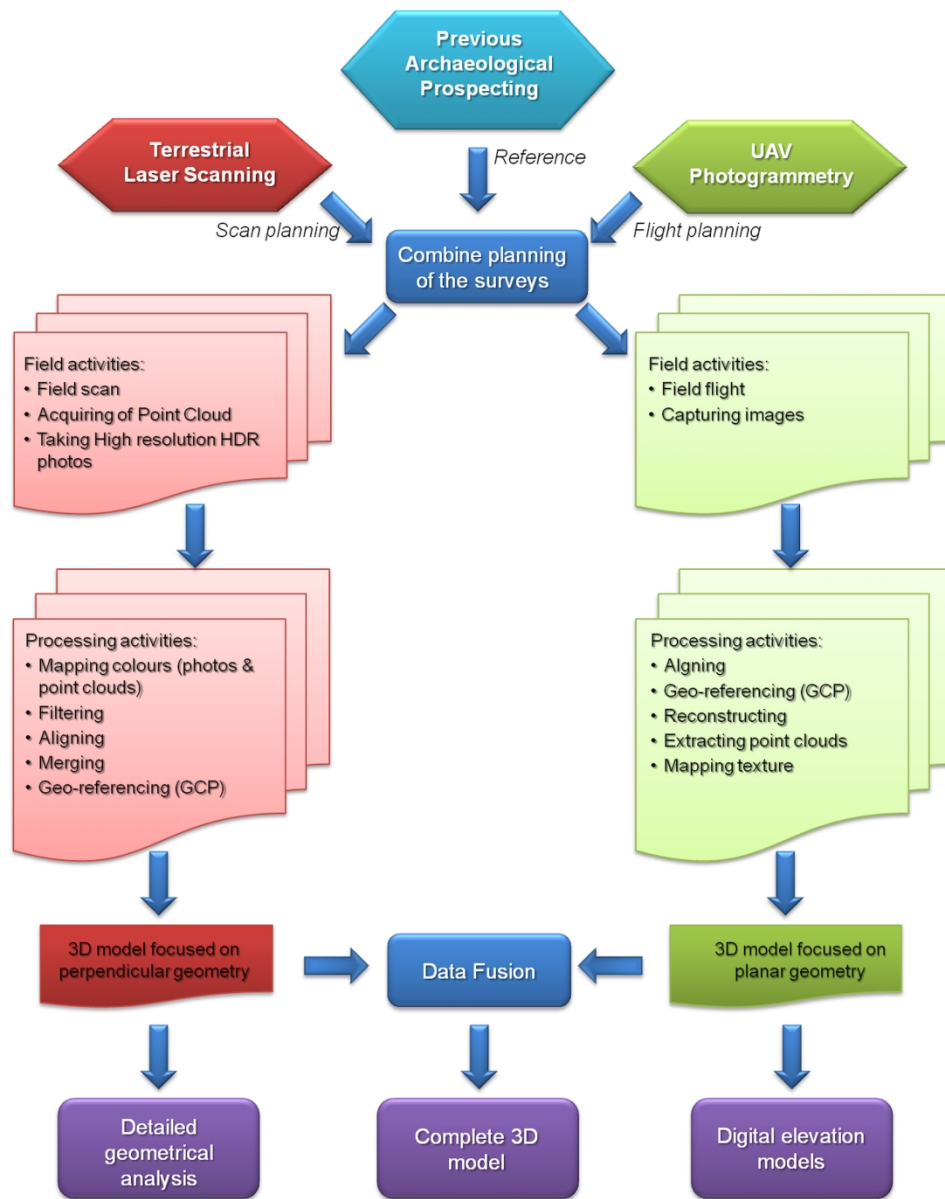 Previous
Archaeological
Prospecting
Terrestrial
Laser Scanning
UAV
Photogrammetry
Reference
Scan planning
Flight planning
Combine planning
of the surveys
Field activities:
• Field scan
• Acquiring of Point Cloud
• Taking High resolution HDR
photos
Field activities:
• Field flight
• Capturing images
Processing activities:
• Mapping colours (photos &
point clouds)
• Filtering
• Aligning
• Merging
• Geo-referencing (GCP)
Processing activities:
• Algning
• Geo-referencing (GCP)
• Reconstructing
• Extracting point clouds
• Mapping texture
3D model focused on
perpendicular geometry
Data Fusion
3D model focused on
planar geometry
Detailed
geometrical
analysis
Complete 3D
model
Digital elevation
models